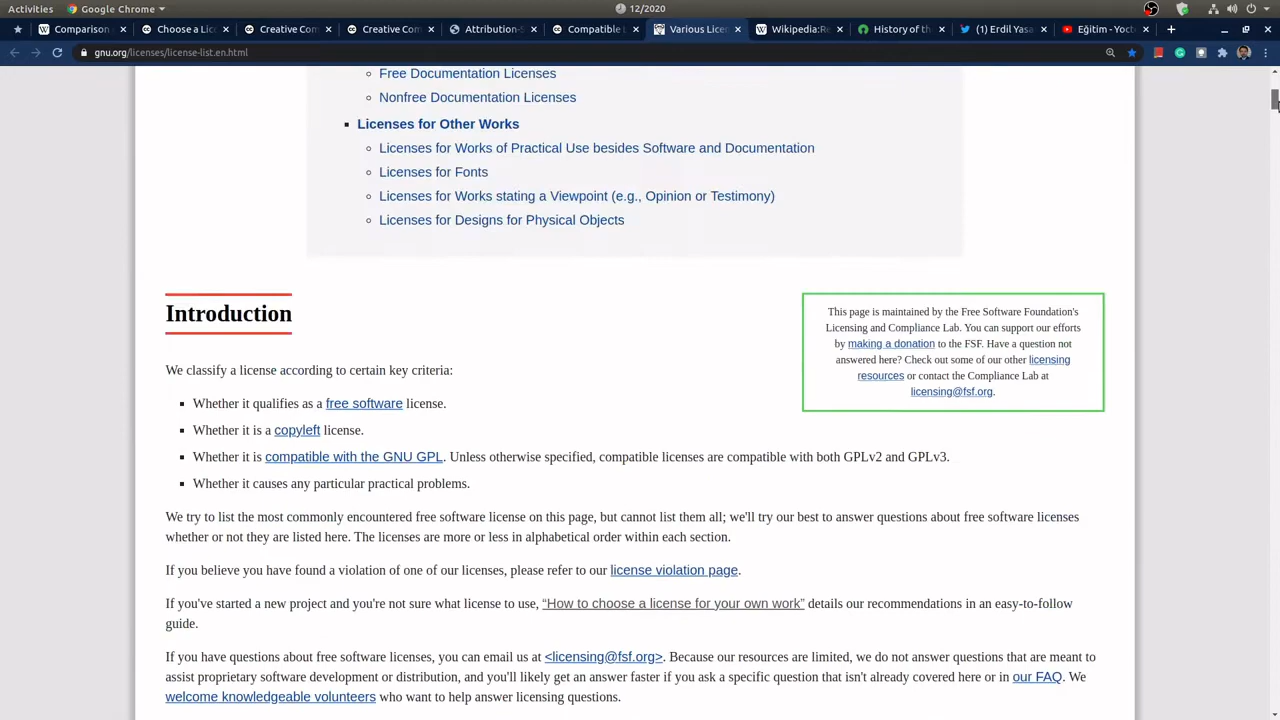 Activities
Google Chrome
12/2020
Comparison
Choose a Lic
Creative Com
Creative Com
Attribution-S
Compatible L
Various Licen
Wikipedia:Re
History of th
(1) Erdil Yasa
Eğitim - Yoct
gnu.org/licenses/license-list.en.html
Free Documentation Licenses
Nonfree Documentation Licenses
Licenses for Other Works
Licenses for Works of Practical Use besides Software and Documentation
Licenses for Fonts
Licenses for Works stating a Viewpoint (e.g., Opinion or Testimony)
Licenses for Designs for Physical Objects
Introduction
This page is maintained by the Free Software Foundation's
Licensing and Compliance Lab. You can support our efforts
by making a donation to the FSF. Have a question not
answered here? Check out some of our other licensing
resources or contact the Compliance Lab at
licensing@fsf.org.
We classify a license according to certain key criteria:
Whether it qualifies as a free software license.
Whether it is a copyleft license.
Whether it is compatible with the GNU GPL. Unless otherwise specified, compatible licenses are compatible with both GPLv2 and GPLv3.
Whether it causes any particular practical problems.
We try to list the most commonly encountered free software license on this page, but cannot list them all; we'll try our best to answer questions about free software licenses
whether or not they are listed here. The licenses are more or less in alphabetical order within each section.
If you believe you have found a violation of one of our licenses, please refer to our license violation page.
If you've started a new project and you're not sure what license to use, “How to choose a license for your own work” details our recommendations in an easy-to-follow
guide.
If you have questions about free software licenses, you can email us at <licensing@fsf.org>. Because our resources are limited, we do not answer questions that are meant to
assist proprietary software development or distribution, and you'll likely get an answer faster if you ask a specific question that isn't already covered here or in our FAQ. We
welcome knowledgeable volunteers who want to help answer licensing questions.